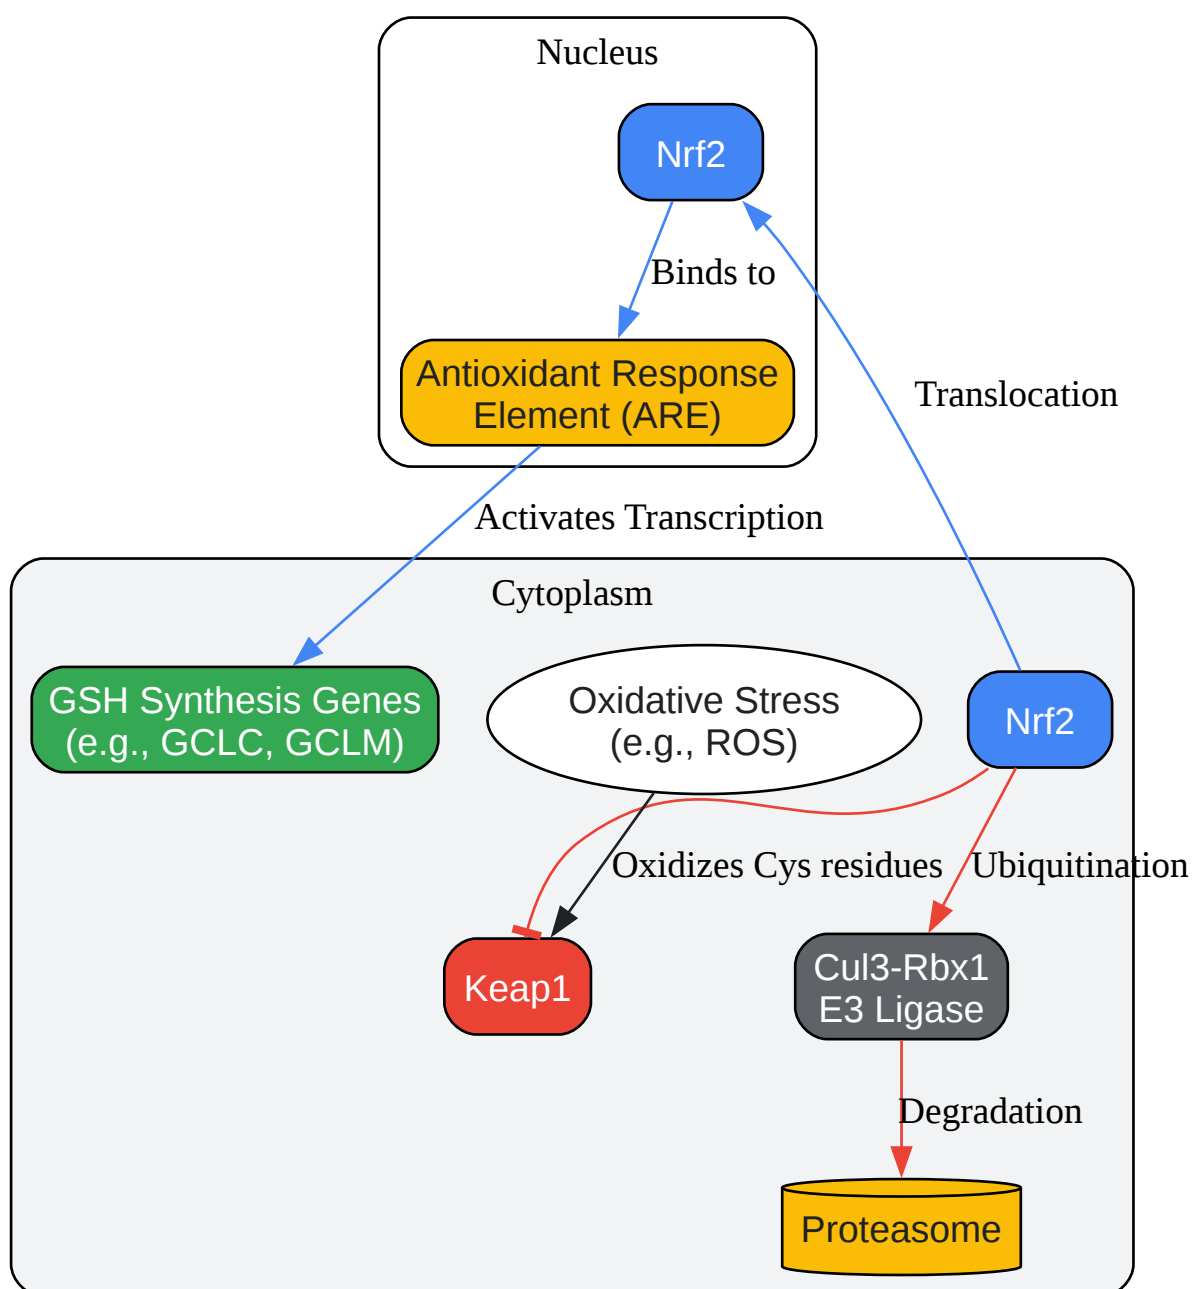 Nucleus
Nrf2
Binds to
Antioxidant Response
Element (ARE)
Translocation
Activates Transcription
Cytoplasm
GSH Synthesis Genes
(e.g., GCLC, GCLM)
Oxidative Stress
(e.g., ROS)
Nrf2
Oxidizes Cys residues
Ubiquitination
Keap1
Cul3-Rbx1
E3 Ligase
Degradation
Proteasome